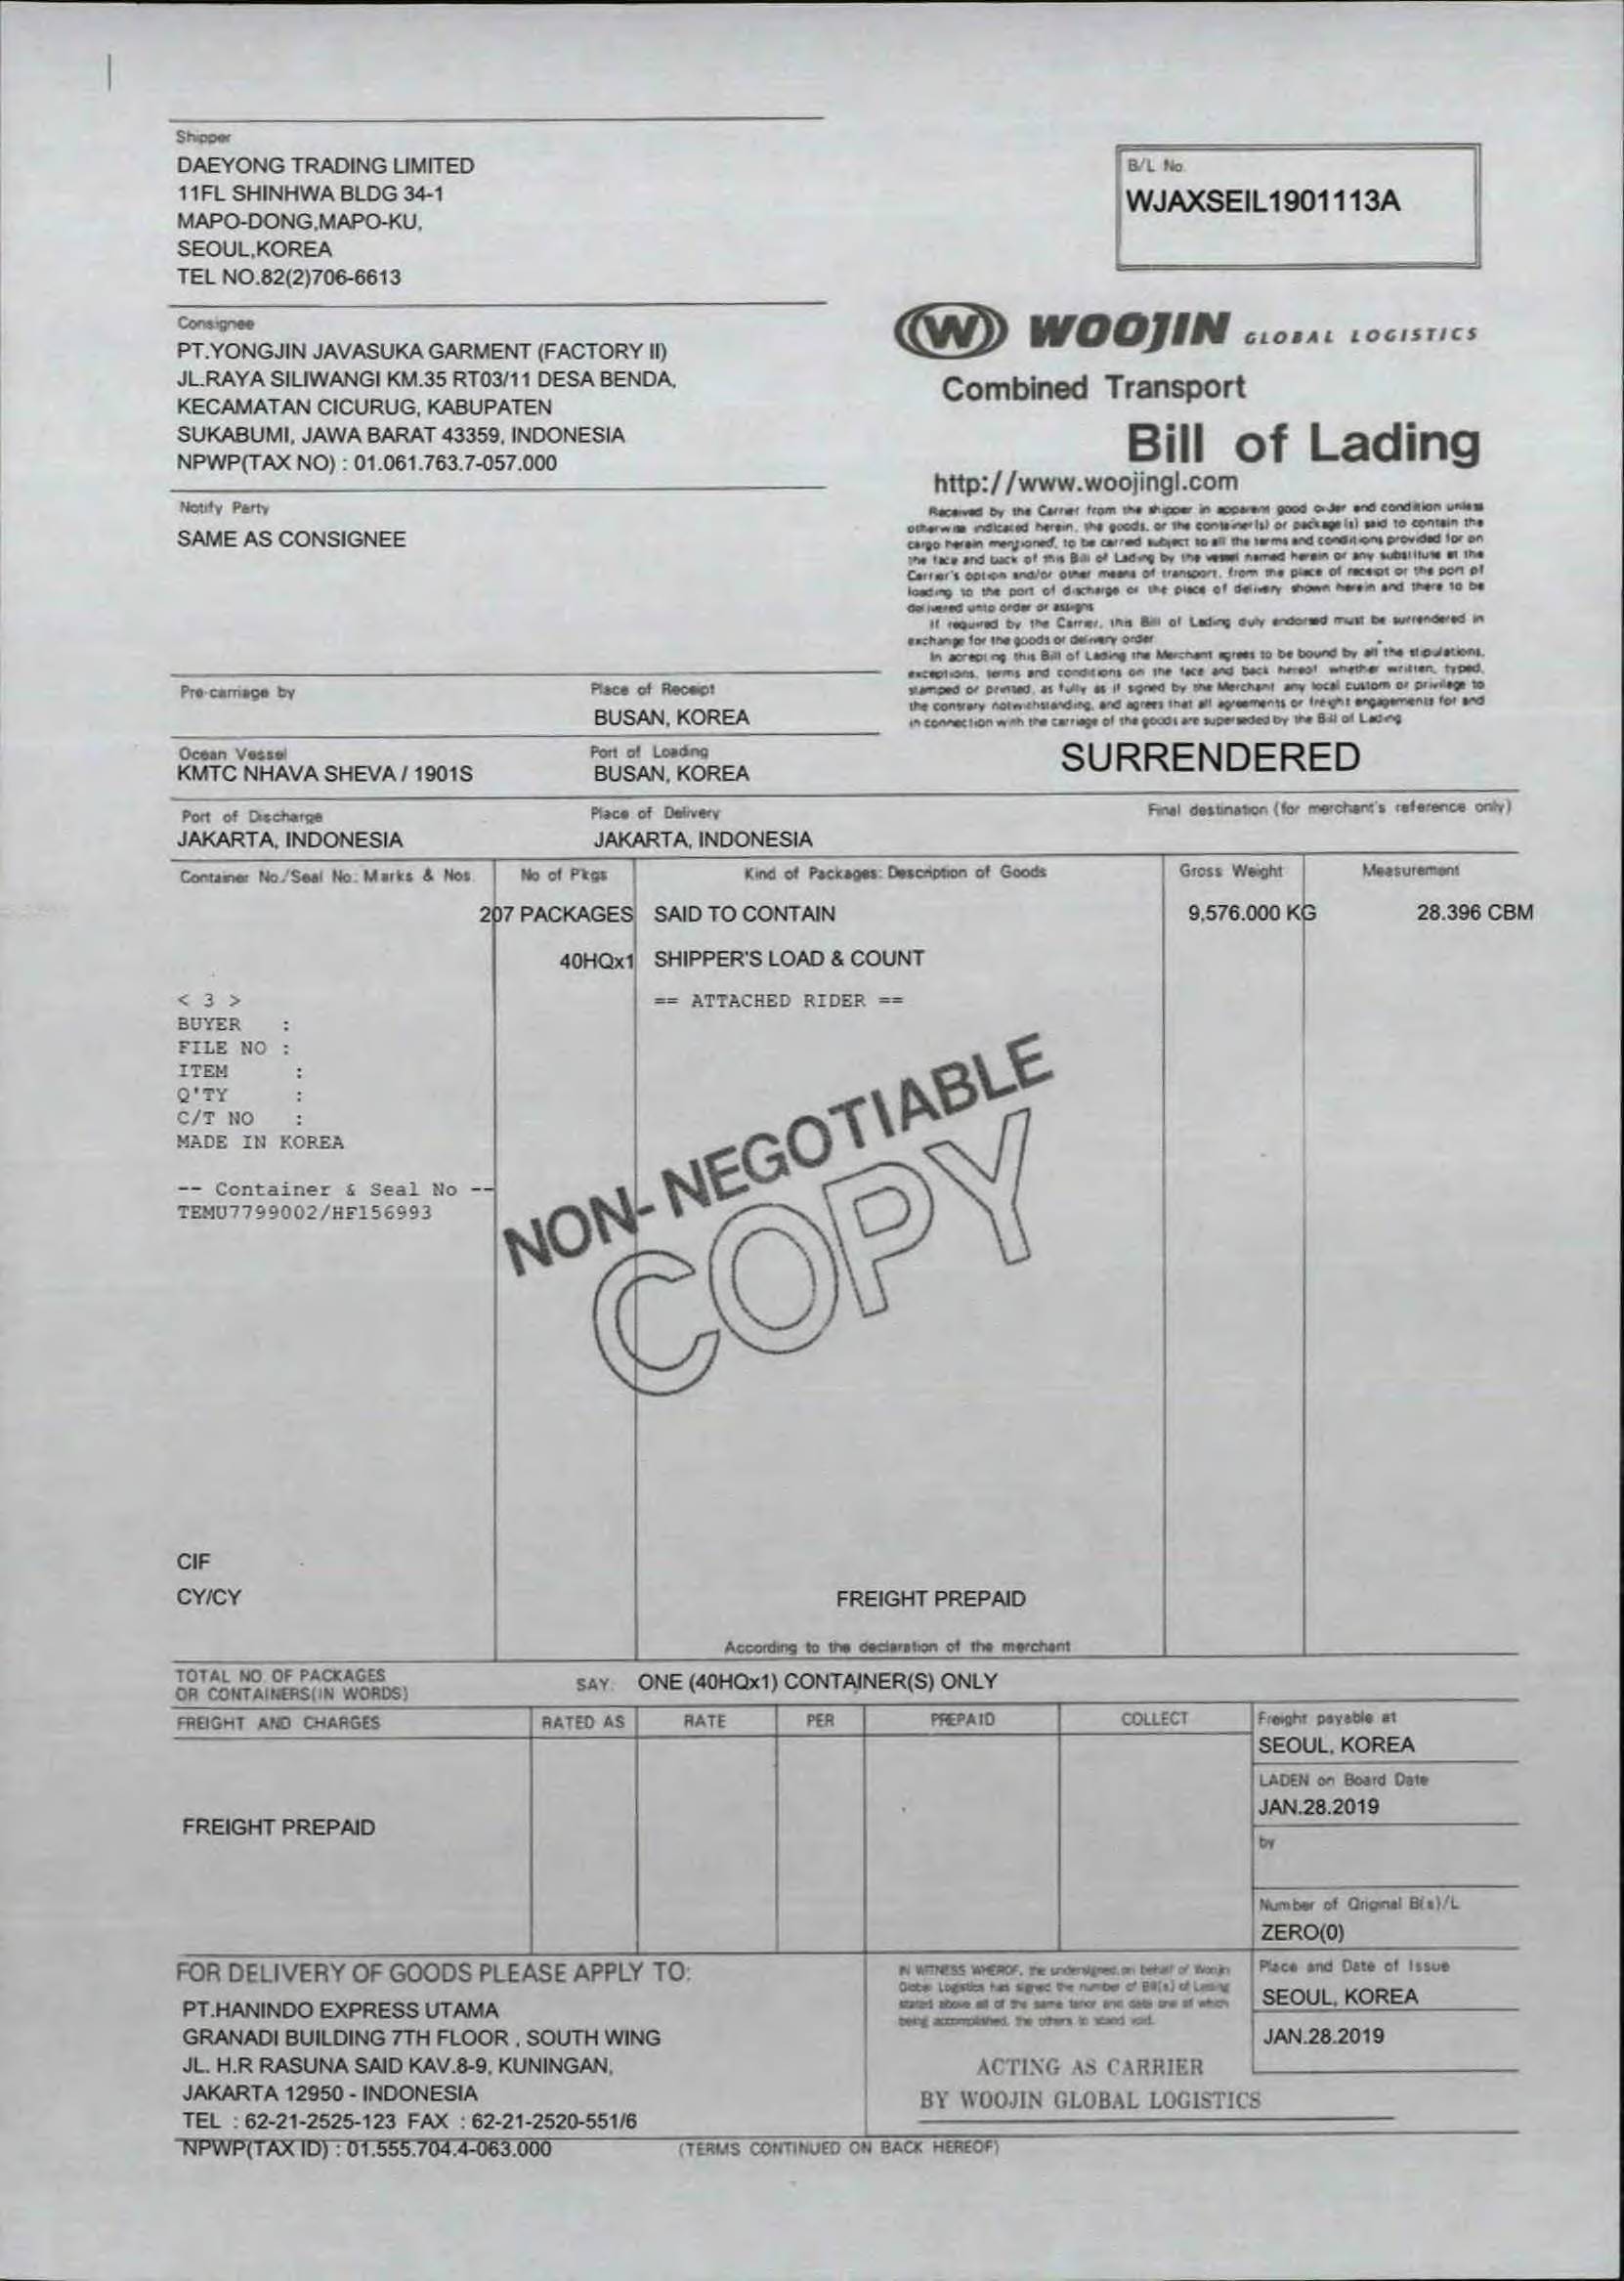 Shipper
DAEYONG TRADING LIMITED
11FL SHINHWA BLDG 34-1
MAPO-DONG,MAPO-KU,
SEOUL,KOREA
TEL NO.82(2)706-6613
B/L No.
WJAXSEIL1901113A
Consignee
PT.YONGJIN JAVASUKA GARMENT (FACTORY II)
JL.RAYA SILIWANGI KM.35 RT03/11 DESA BENDA,
KECAMATAN CICURUG, KABUPATEN
SUKABUMI, JAWA BARAT 43359, INDONESIA
NPWP(TAX NO) : 01.061.763.7-057.000
W WOOJIN GLOBAL LOGISTICS
Combined Transport
Bill of Lading
http://www.woojingl.com
Notify Party
SAME AS CONSIGNEE
Received by the Carrier from the shipper in apparent good order and condition unless
otherwise indicated herein, the goods, or the container(s) or package(s) said to contain the
cargo herein mentioned, to be carried subject to all the terms and conditions provided for on
the face and back of this Bill of Lading by the vessel named herein or any substitute at the
Carrier's option and/or other means of transport, from the place of receipt or the port of
loading to the port of discharge or the place of delivery shown herein and there to be
delivered unto order or assigns
If required by the Carrier, this Bill of Lading duly endorsed must be surrendered in
exchange for the goods or delivery order.
In accepting this Bill of Lading the Merchant agrees to be bound by all the stipulations,
exceptions, terms and conditions on the face and back hereof whether written, typed,
stamped or printed, as fully as if signed by the Merchant any local custom or privilege to
the contrary notwithstanding, and agrees that all agreements or freight engagements for and
in connection with the carriage of the goods are superseded by the Bill of Lading
Pre-carriage by
Place of Receipt
BUSAN, KOREA
Ocean Vessel
KMTC NHAVA SHEVA / 1901S
Port of Loading
BUSAN, KOREA
SURRENDERED
Port of Discharge
JAKARTA, INDONESIA
Place of Delivery
JAKARTA, INDONESIA
Final destination (for merchant's reference only)
Container No./Seal No. Marks & Nos.
No of P'kgs
Kind of Packages: Description of Goods
Gross Weight
Measurement
207 PACKAGES
SAID TO CONTAIN
9,576.000 KG
28.396 CBM
40HQx1
SHIPPER'S LOAD & COUNT
< 3 >
== ATTACHED RIDER ==
BUYER :
FILE NO :
ITEM :
Q'TY :
C/T NO :
MADE IN KOREA
-- Container & Seal No --
TEMU7799002/HF156993
NON-NEGOTIABLE
COPY
CIF
CY/CY
FREIGHT PREPAID
According to the declaration of the merchant
TOTAL NO. OF PACKAGES
OR CONTAINERS(IN WORDS)
SAY: ONE (40HQx1) CONTAINER(S) ONLY
FREIGHT AND CHARGES
RATED AS
RATE
PER
PREPAID
COLLECT
Freight payable at
SEOUL, KOREA
LADEN on Board Date
JAN.28.2019
FREIGHT PREPAID
by
Number of Original B(s)/L
ZERO(0)
FOR DELIVERY OF GOODS PLEASE APPLY TO:
PT.HANINDO EXPRESS UTAMA
GRANADI BUILDING 7TH FLOOR , SOUTH WING
JL. H.R RASUNA SAID KAV.8-9, KUNINGAN,
JAKARTA 12950 - INDONESIA
TEL : 62-21-2525-123 FAX : 62-21-2520-551/6
NPWP(TAX ID) : 01.555.704.4-063.000
IN WITNESS WHEREOF, the undersigned, on behalf of Woojin
Global Logistics has signed the number of Bill(s) of Lading
stated above all of the same tenor and date one of which
being accomplished, the others to stand void.
Place and Date of Issue
SEOUL, KOREA
JAN.28.2019
ACTING AS CARRIER
BY WOOJIN GLOBAL LOGISTICS
(TERMS CONTINUED ON BACK HEREOF)